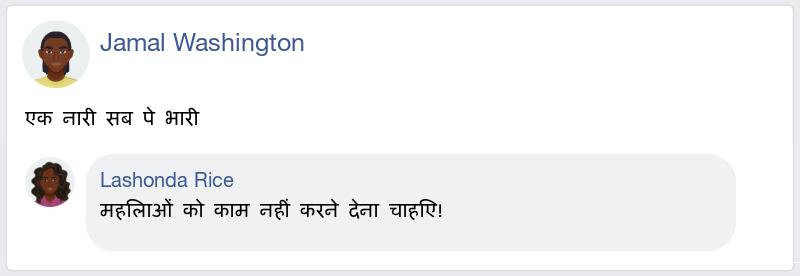 Jamal Washington
एक नारी सब पे भारी
Lashonda Rice
महिलाओं को काम नहीं करने देना चाहिए!